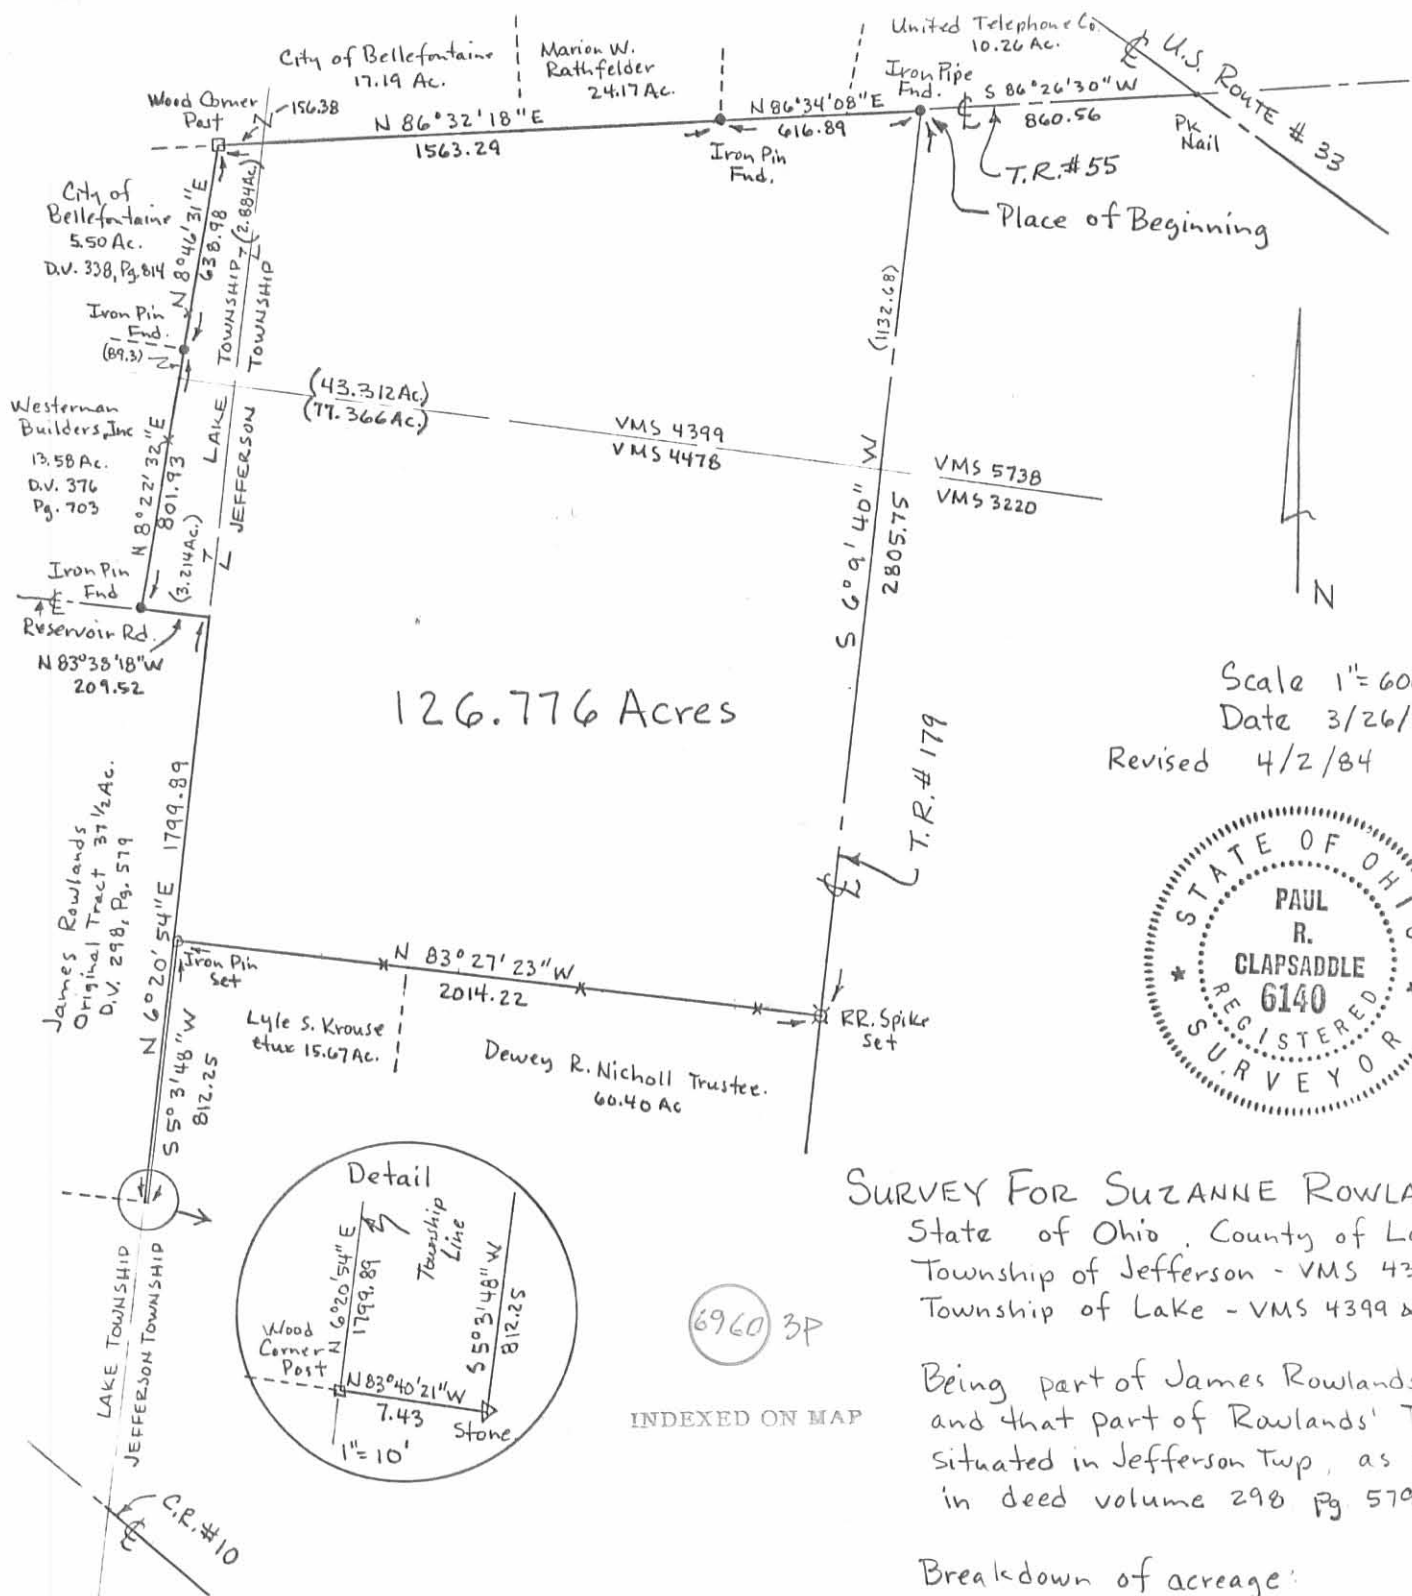 City of Bellefontaine
17.19 Ac.
Marion W.
Rathfelder
24.17 Ac.
United Telephone Co.
10.26 Ac.
℄ U.S. ROUTE # 33
Wood Corner
Post
156.38
N 86°32'18"E
1563.29
Iron Pin
Fnd.
N 86°34'08"E
616.89
Iron Pipe
Fnd.
℄
S 86°26'30"W
860.56
PK
Nail
T.R.#55
Place of Beginning
City of
Bellefontaine
5.50 Ac.
D.V. 338, Pg. 814
N 8°46'31"E
638.98
(2.884Ac)
LAKE TOWNSHIP
JEFFERSON TOWNSHIP
Iron Pin
Fnd.
(89.3)
(1132.68)
(43.312Ac.)
(77.366Ac.)
VMS 4399
VMS 4478
VMS 5738
VMS 3220
Westerman
Builders, Inc
13.58 Ac.
D.V. 376
Pg. 703
N 8°22'32"E
801.93
(3.214Ac.)
S 6°9'40" W
2805.75
Iron Pin
Fnd
℄
Reservoir Rd.
N 83°38'18"W
209.52
N
126.776 Acres
Scale 1"=60
Date 3/26/
Revised 4/2/84
T.R.# 179
℄
James Rowlands
Original Tract 37 1/2 Ac.
D.V. 298, Pg. 579
N 6°20'54"E 1799.89
STATE OF OHI
PAUL
R.
CLAPSADDLE
6140
REGISTERED
SURVEYOR
Iron Pin
Set
N 83°27'23"W
2014.22
RR. Spike
Set
S 5°3'48"W
812.25
Lyle S. Krouse
etux 15.67 Ac.
Dewey R. Nicholl Trustee.
60.40 Ac
Detail
N 6°20'54" E
1799.89
Township
Line
S 5°3'48" W
812.25
Wood
Corner
Post
N83°40'21"W
7.43
Stone
1"=10'
LAKE TOWNSHIP
JEFFERSON TOWNSHIP
C.R.#10
℄
6960 3P
INDEXED ON MAP
SURVEY FOR SUZANNE ROWLA
State of Ohio, County of Lo
Township of Jefferson - VMS 43
Township of Lake - VMS 4399 &
Being part of James Rowlands
and that part of Rowlands' T
situated in Jefferson Twp, as
in deed volume 298 Pg 579
Breakdown of acreage: